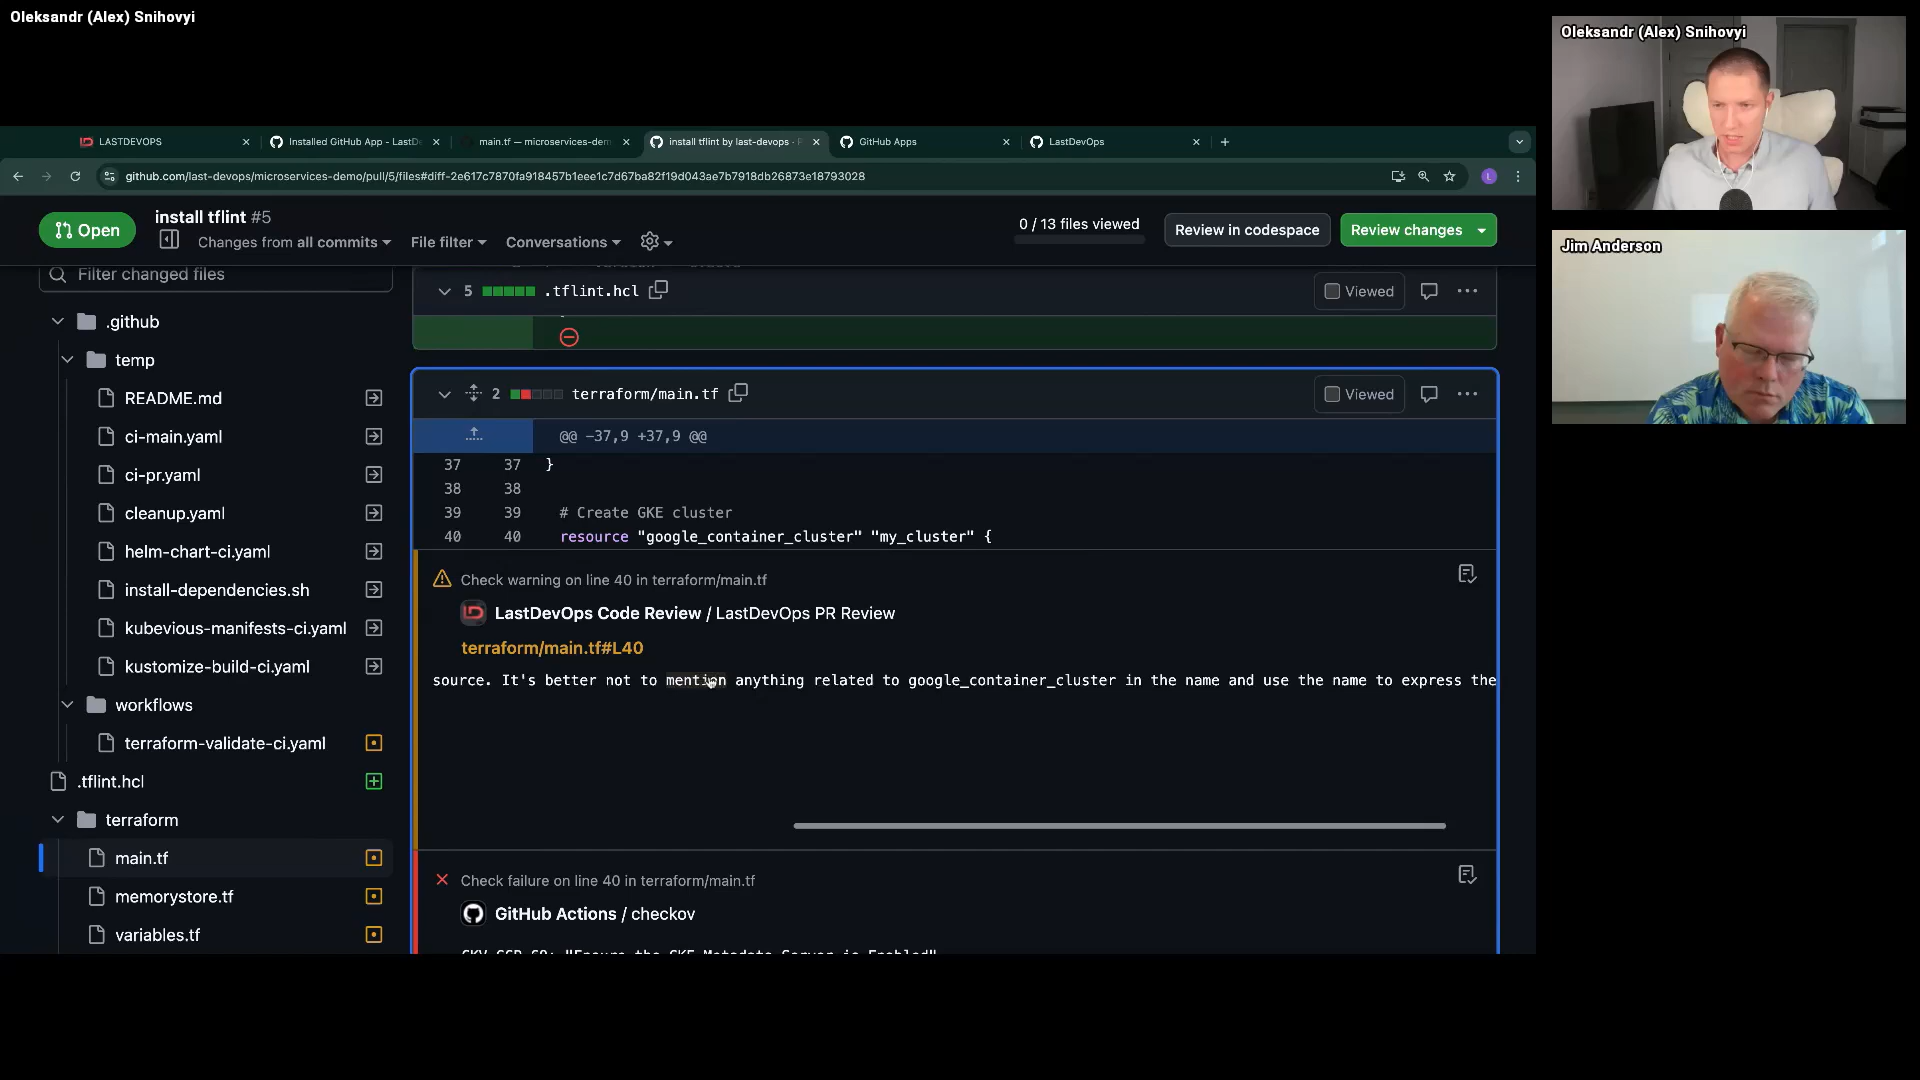 Oleksandr (Alex) Snihovyi
Oleksandr (Alex) Snihovyi
Jim Anderson
LASTDEVOPS
Installed GitHub App - LastDe
main.tf — microservices-dem
install tflint by last-devops · P
GitHub Apps
LastDevOps
github.com/last-devops/microservices-demo/pull/5/files#diff-2e617c7870fa918457b1eee1c7d67ba82f19d043ae7b7918db26873e18793028
L
Open
install tflint #5
Changes from all commits
File filter
Conversations
0 / 13 files viewed
Review in codespace
Review changes
Filter changed files
.github
temp
README.md
ci-main.yaml
ci-pr.yaml
cleanup.yaml
helm-chart-ci.yaml
install-dependencies.sh
kubevious-manifests-ci.yaml
kustomize-build-ci.yaml
workflows
terraform-validate-ci.yaml
.tflint.hcl
terraform
main.tf
memorystore.tf
variables.tf
5 .tflint.hcl
Viewed
2 terraform/main.tf
Viewed
@@ -37,9 +37,9 @@
37 37 }
38 38
39 39 # Create GKE cluster
40 40 resource "google_container_cluster" "my_cluster" {
Check warning on line 40 in terraform/main.tf
LastDevOps Code Review / LastDevOps PR Review
terraform/main.tf#L40
source. It's better not to mention anything related to google_container_cluster in the name and use the name to express the
Check failure on line 40 in terraform/main.tf
GitHub Actions / checkov